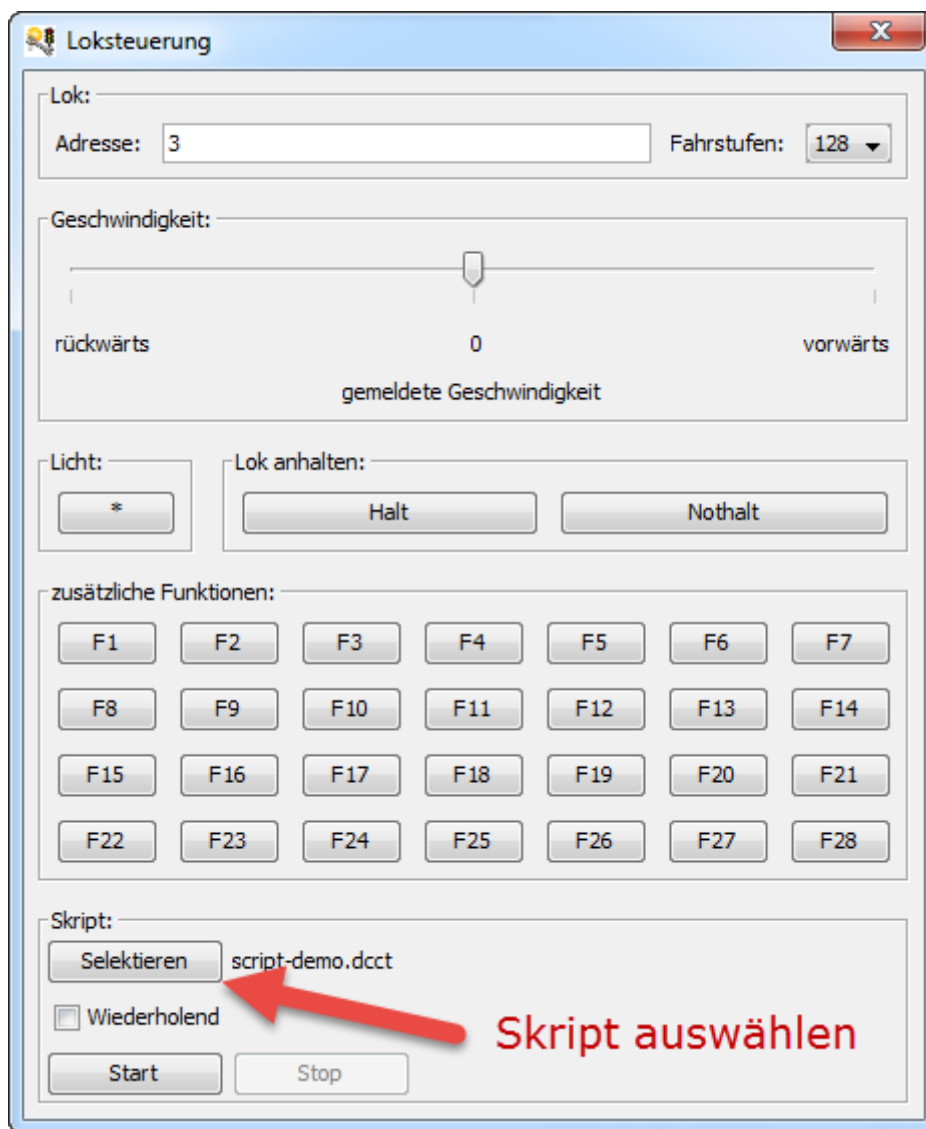 Loksteuerung
Lok:
Adresse: 3 Fahrstufen: 128
Geschwindigkeit:
rückwärts 0 vorwärts
gemeldete Geschwindigkeit
Licht: Lok anhalten:
* Halt Nothalt
zusätzliche Funktionen:
F1 F2 F3 F4 F5 F6 F7
F8 F9 F10 F11 F12 F13 F14
F15 F16 F17 F18 F19 F20 F21
F22 F23 F24 F25 F26 F27 F28
Skript:
Selektieren script-demo.dcct
Wiederholend
Skript auswählen
Start Stop